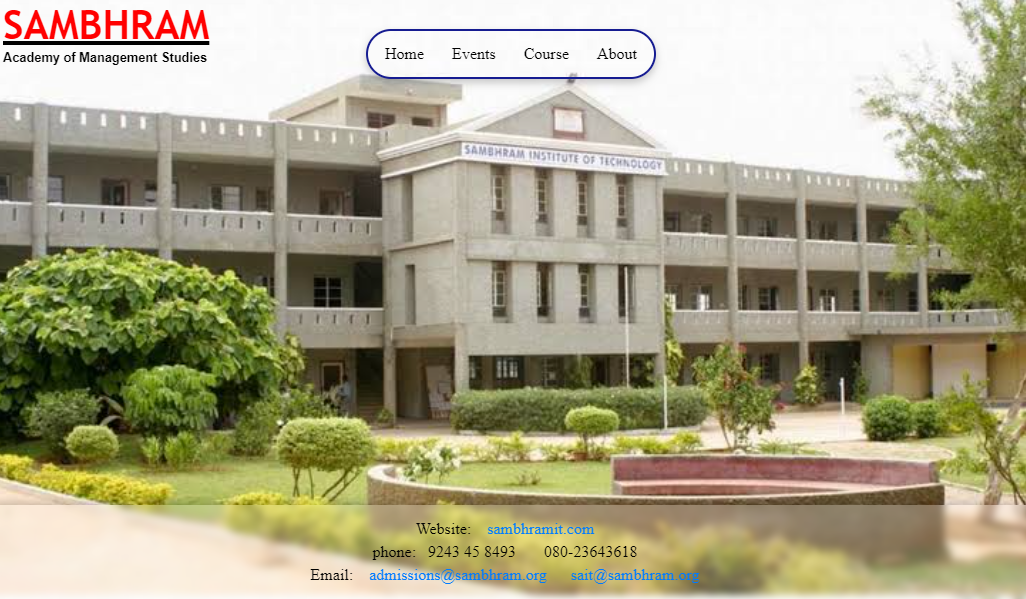 SAMBHRAM
Academy of Management Studies
Home Events Course About
SAMBHRAM INSTITUTE OF TECHNOLOGY
Website: sambhramit.com
phone: 9243 45 8493 080-23643618
Email: admissions@sambhram.org sait@sambhram.org